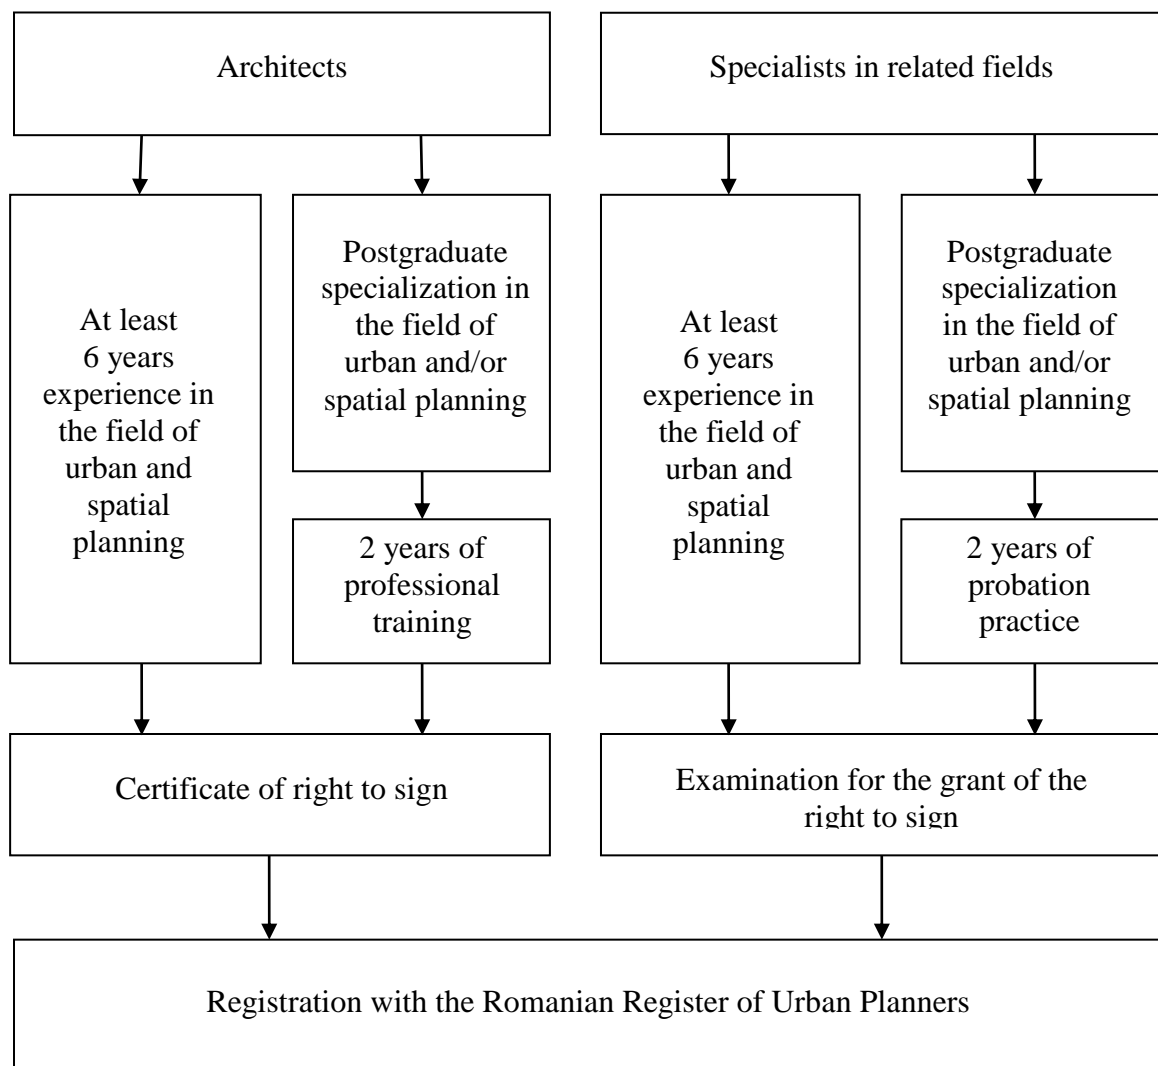 Architects
Specialists in related fields
At least
6 years
experience in
the field of
urban and
spatial
planning
Postgraduate
specialization in
the field of
urban and/or
spatial planning
2 years of
professional
training
At least
6 years
experience in
the field of
urban and
spatial
planning
Postgraduate
specialization
in the field of
urban and/or
spatial planning
2 years of
probation
practice
Certificate of right to sign
Examination for the grant of the
right to sign
Registration with the Romanian Register of Urban Planners